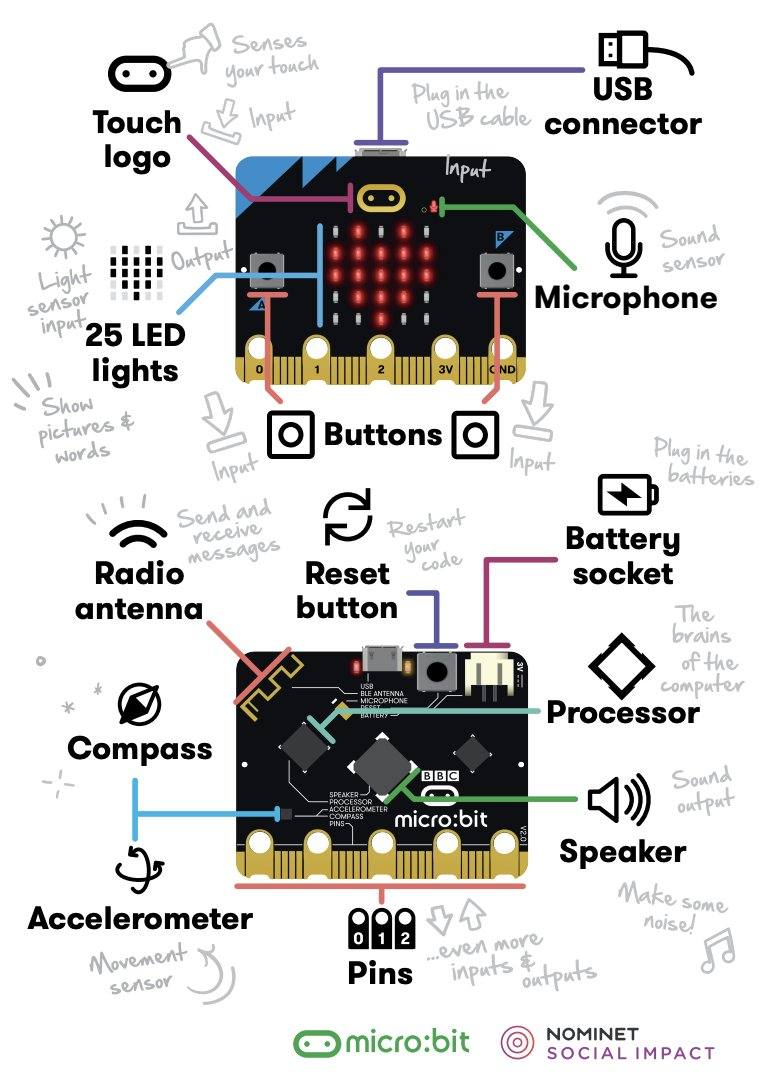 Senses
your touch
Touch
logo
Input
Plug in the
USB cable
USB
connector
Input
Output
Light
sensor
input
25 LED
lights
Show
pictures &
words
A
B
Sound
sensor
Microphone
0
1
2
3V
GND
Input
Buttons
Input
Plug in the
batteries
Send and
receive
messages
Radio
antenna
Restart
your
code
Reset
button
Battery
socket
The
brains
of the
computer
Processor
3V
USB
BLE ANTENNA
MICROPHONE
RESET
BATTERY
Compass
SPEAKER
PROCESSOR
ACCELEROMETER
COMPASS
PINS
BBC
micro:bit
V2.0
Sound
output
Speaker
Accelerometer
Movement
sensor
0 1 2
Pins
...even more
inputs &
outputs
Make some
noise!
micro:bit
NOMINET
SOCIAL IMPACT